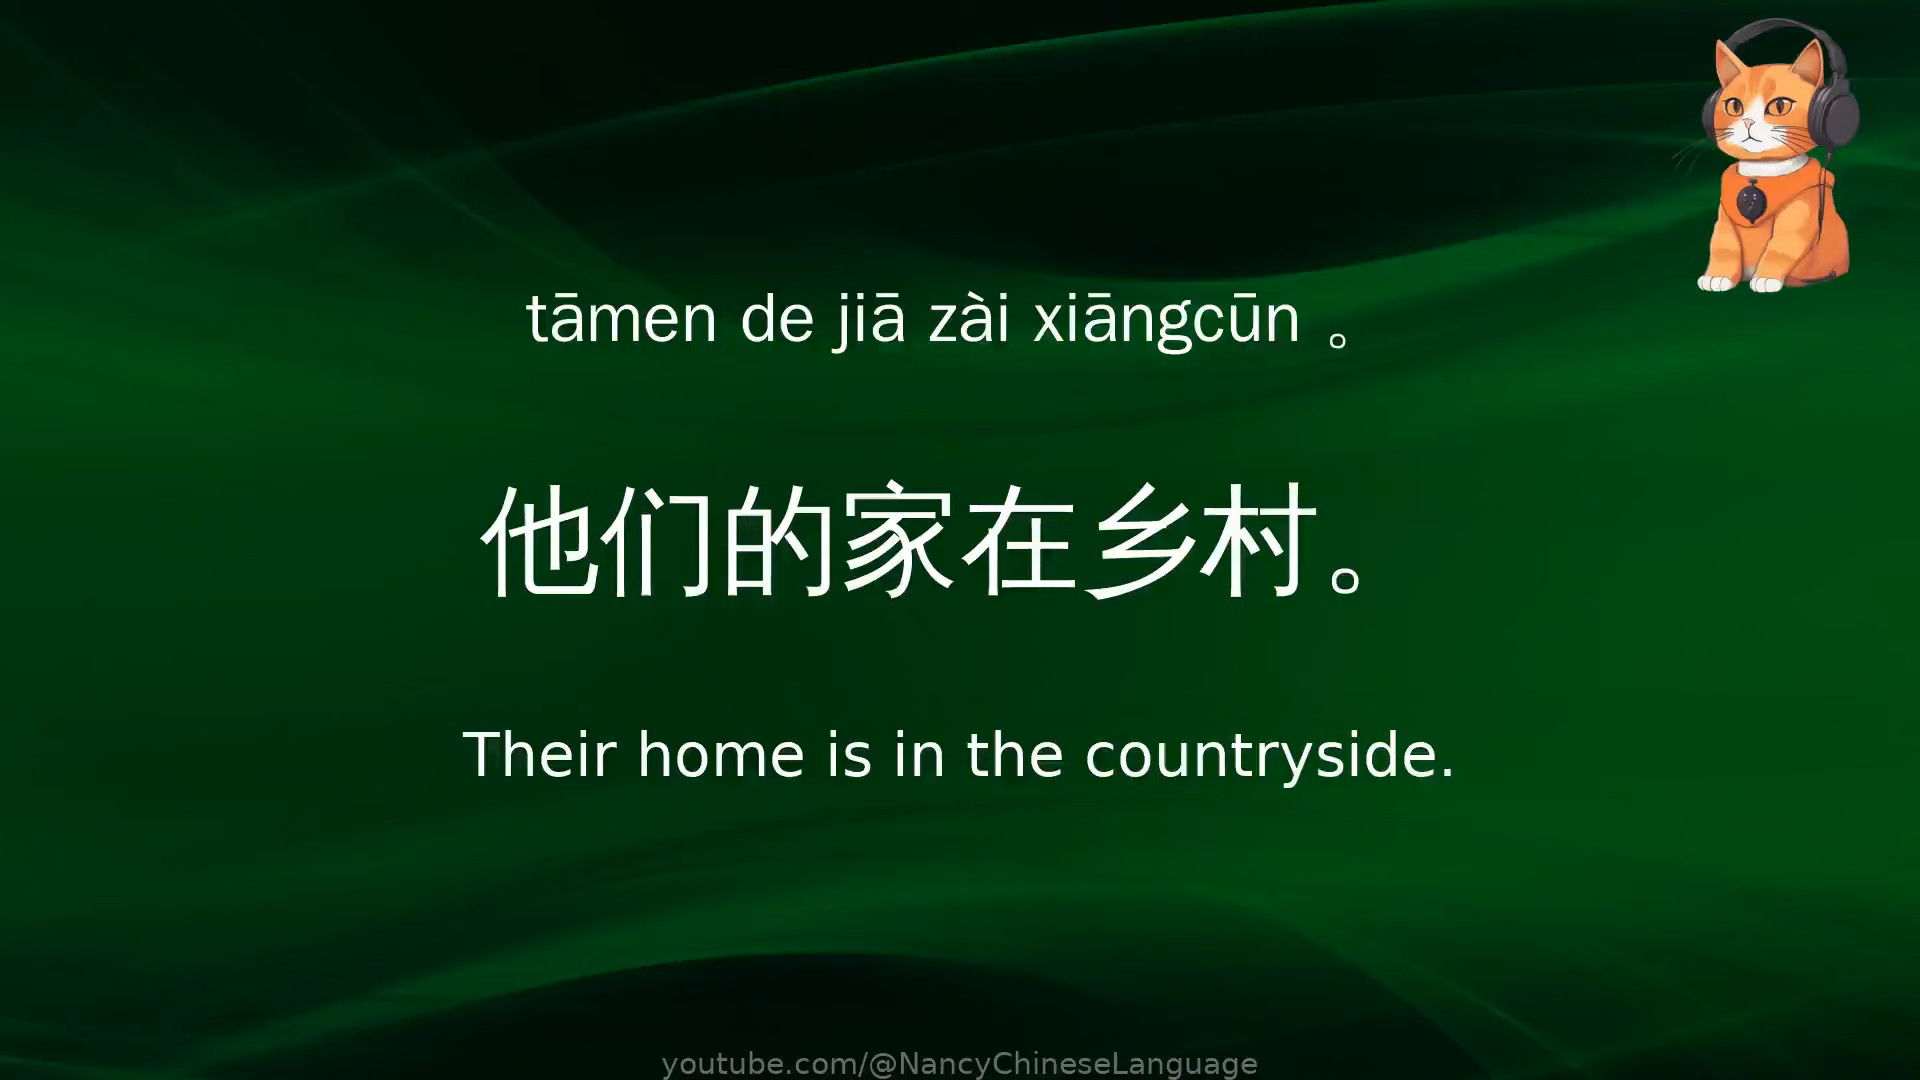 tāmen de jiā zài xiāngcūn 。
他们的家在乡村。
Their home is in the countryside.
youtube.com/@NancyChineseLanguage